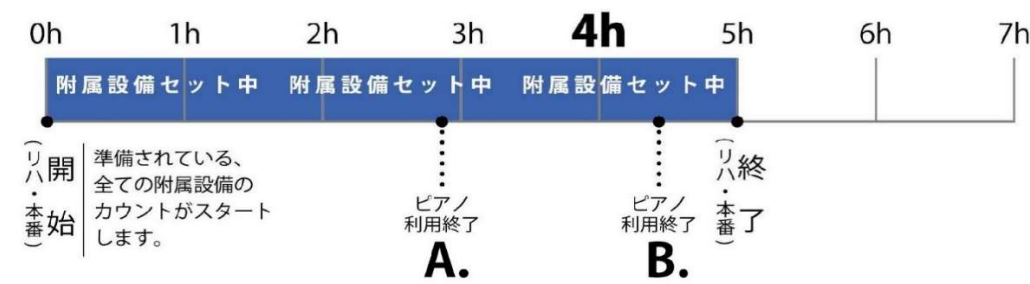 0h 1h 2h 3h 4h 5h 6h 7h
附属設備セット中 附属設備セット中 附属設備セット中
開始
(リハ・本番)
準備されている、
全ての附属設備の
カウントがスタート
します。
ピアノ
利用終了
A.
ピアノ
利用終了
B.
終了
(リハ・本番)